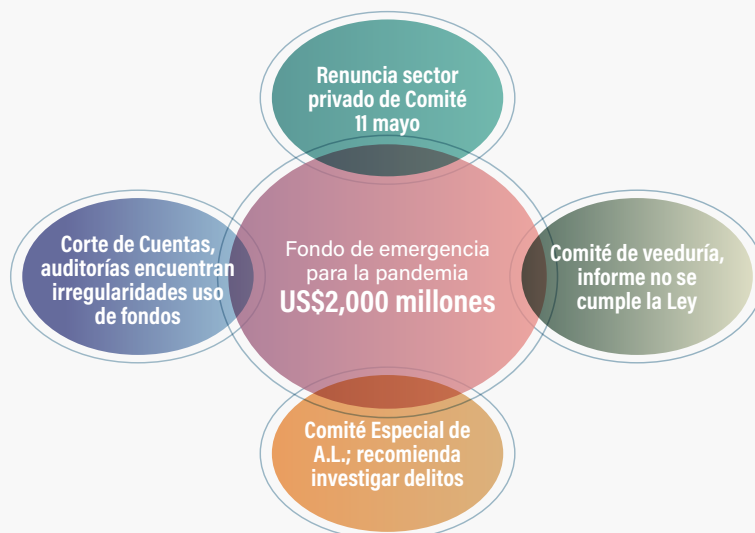 Renuncia sector
privado de Comité
11 mayo
Corte de Cuentas,
auditorías encuentran
irregularidades uso
de fondos
Fondo de emergencia
para la pandemia
US$2,000 millones
Comité de veeduría,
informe no se
cumple la Ley
Comité Especial de
A.L.; recomienda
investigar delitos